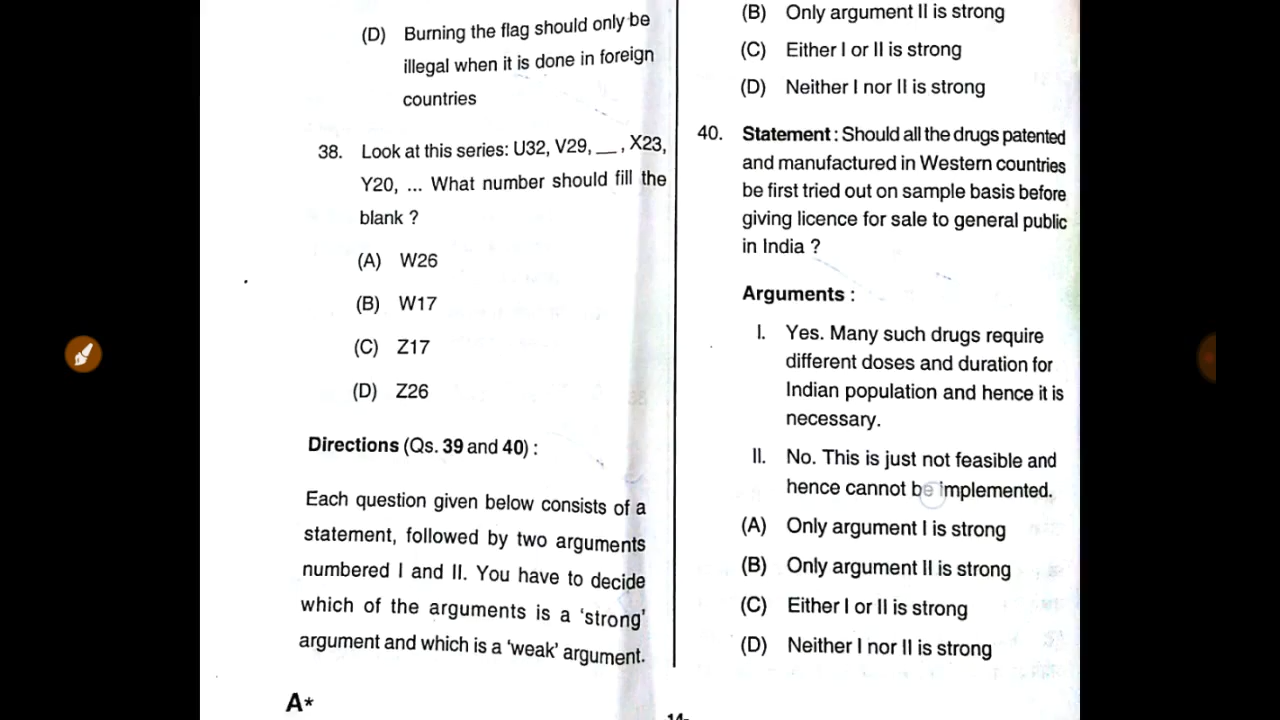 (D) Burning the flag should only be
illegal when it is done in foreign
countries
38. Look at this series: U32, V29, __ , X23,
Y20, ... What number should fill the
blank ?
(A) W26
(B) W17
(C) Z17
(D) Z26
Directions (Qs. 39 and 40) :
Each question given below consists of a
statement, followed by two arguments
numbered I and II. You have to decide
which of the arguments is a ‘strong’
argument and which is a ‘weak’ argument.
A*
(B) Only argument II is strong
(C) Either I or II is strong
(D) Neither I nor II is strong
40. Statement : Should all the drugs patented
and manufactured in Western countries
be first tried out on sample basis before
giving licence for sale to general public
in India ?
Arguments :
I. Yes. Many such drugs require
different doses and duration for
Indian population and hence it is
necessary.
II. No. This is just not feasible and
hence cannot be implemented.
(A) Only argument I is strong
(B) Only argument II is strong
(C) Either I or II is strong
(D) Neither I nor II is strong